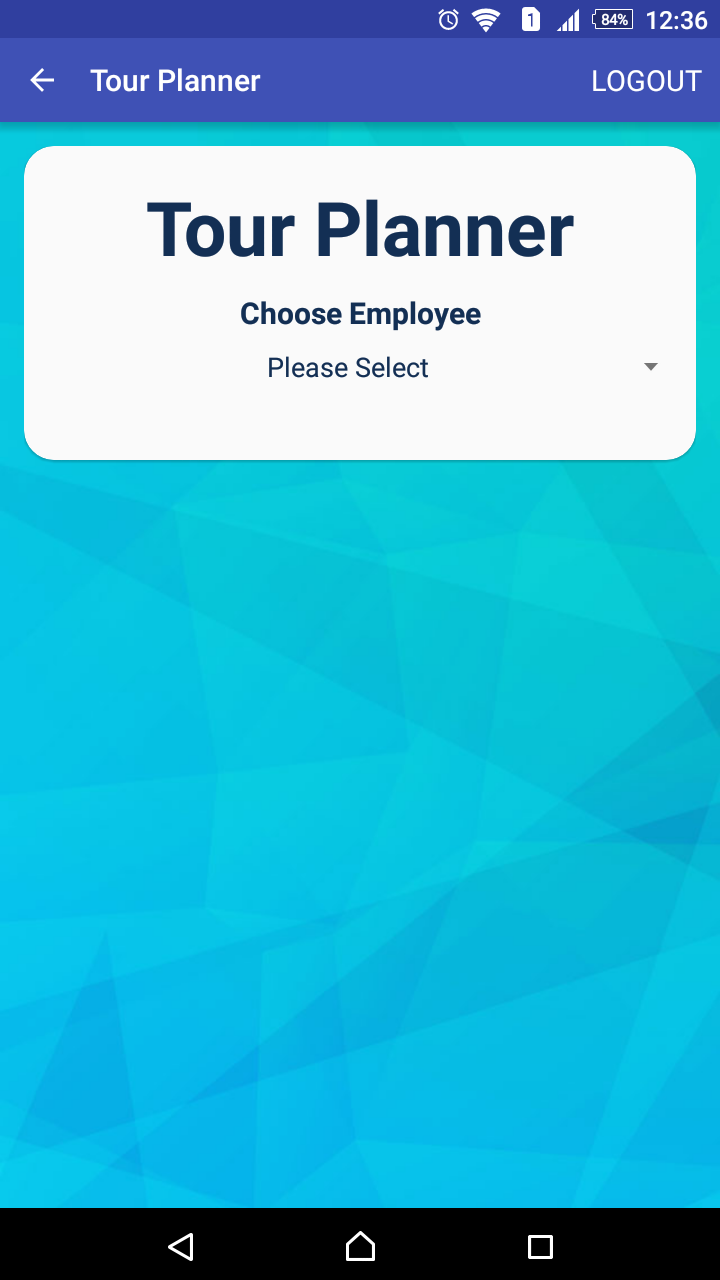 1 84% 12:36
Tour Planner LOGOUT
Tour Planner
Choose Employee
Please Select